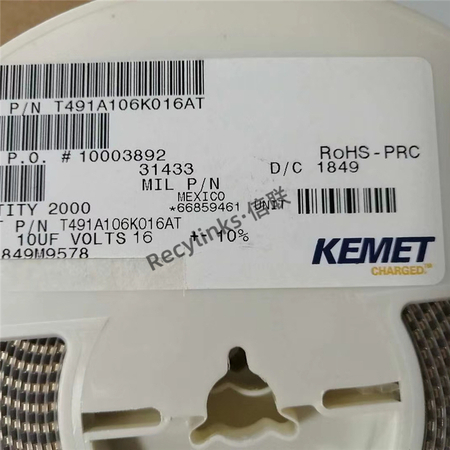 P/N T491A106K016AT
P.O. #10003892
RoHS-PRC
31433
D/C 1849
MIL P/N
MEXICO
TITY 2000
*66859461 UNIT
T P/N T491A106K016AT
10UF VOLTS 16 + 10%
849M9578
KEMET
CHARGED.™
Recytinks·信联